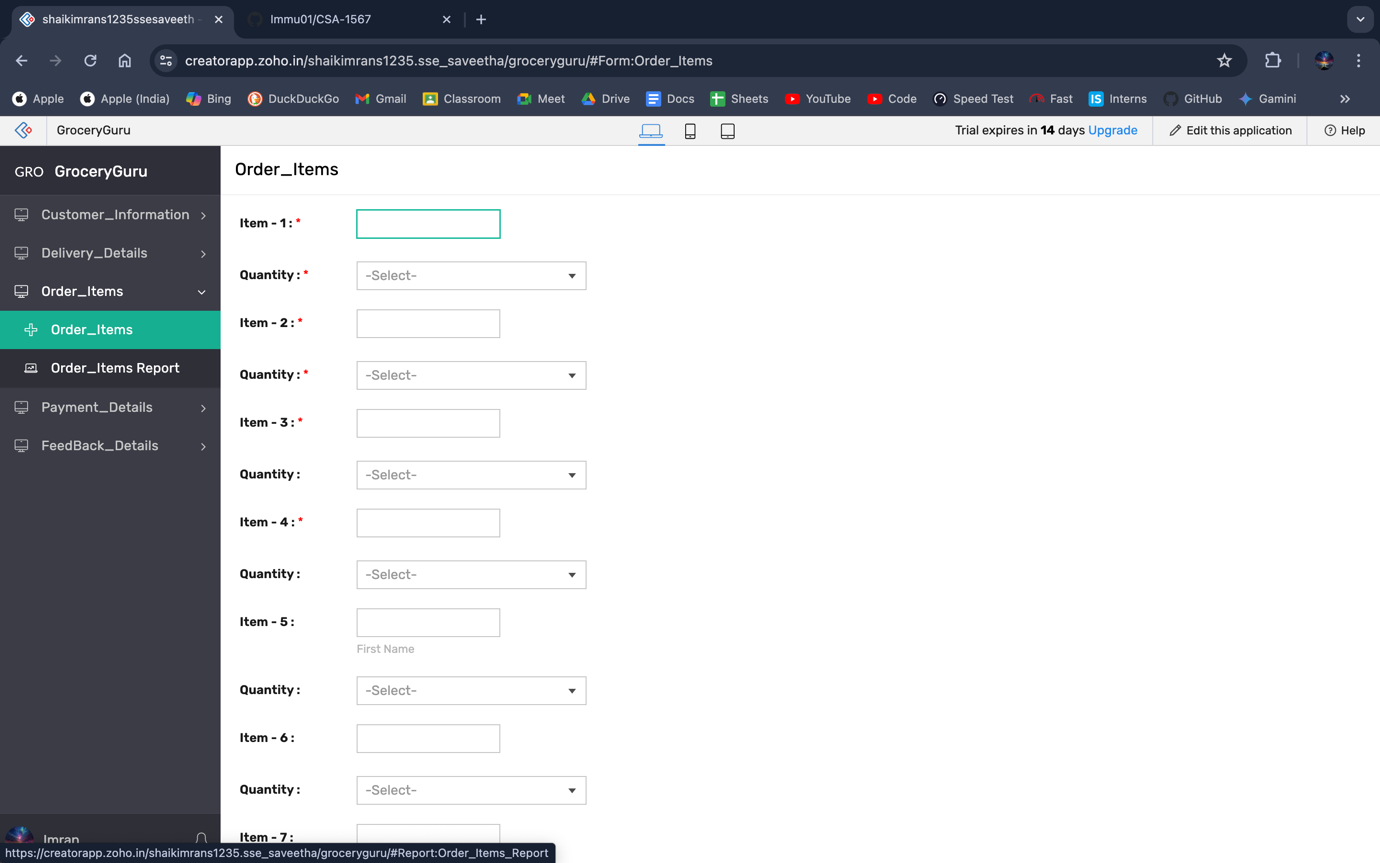 shaikimrans1235ssesaveeth
Immu01/CSA-1567
creatorapp.zoho.in/shaikimrans1235.sse_saveetha/groceryguru/#Form:Order_Items
Apple Apple (India) Bing DuckDuckGo Gmail Classroom Meet Drive Docs Sheets YouTube Code Speed Test Fast IS Interns GitHub Gamini
GroceryGuru
Trial expires in 14 days Upgrade
Edit this application
Help
GRO GroceryGuru
Customer_Information
Delivery_Details
Order_Items
Order_Items
Order_Items Report
Payment_Details
FeedBack_Details
Imran
Order_Items
Item - 1 : *
Quantity : * -Select-
Item - 2 : *
Quantity : * -Select-
Item - 3 : *
Quantity : -Select-
Item - 4 : *
Quantity : -Select-
Item - 5 :
First Name
Quantity : -Select-
Item - 6 :
Quantity : -Select-
Item - 7 :
https://creatorapp.zoho.in/shaikimrans1235.sse_saveetha/groceryguru/#Report:Order_Items_Report